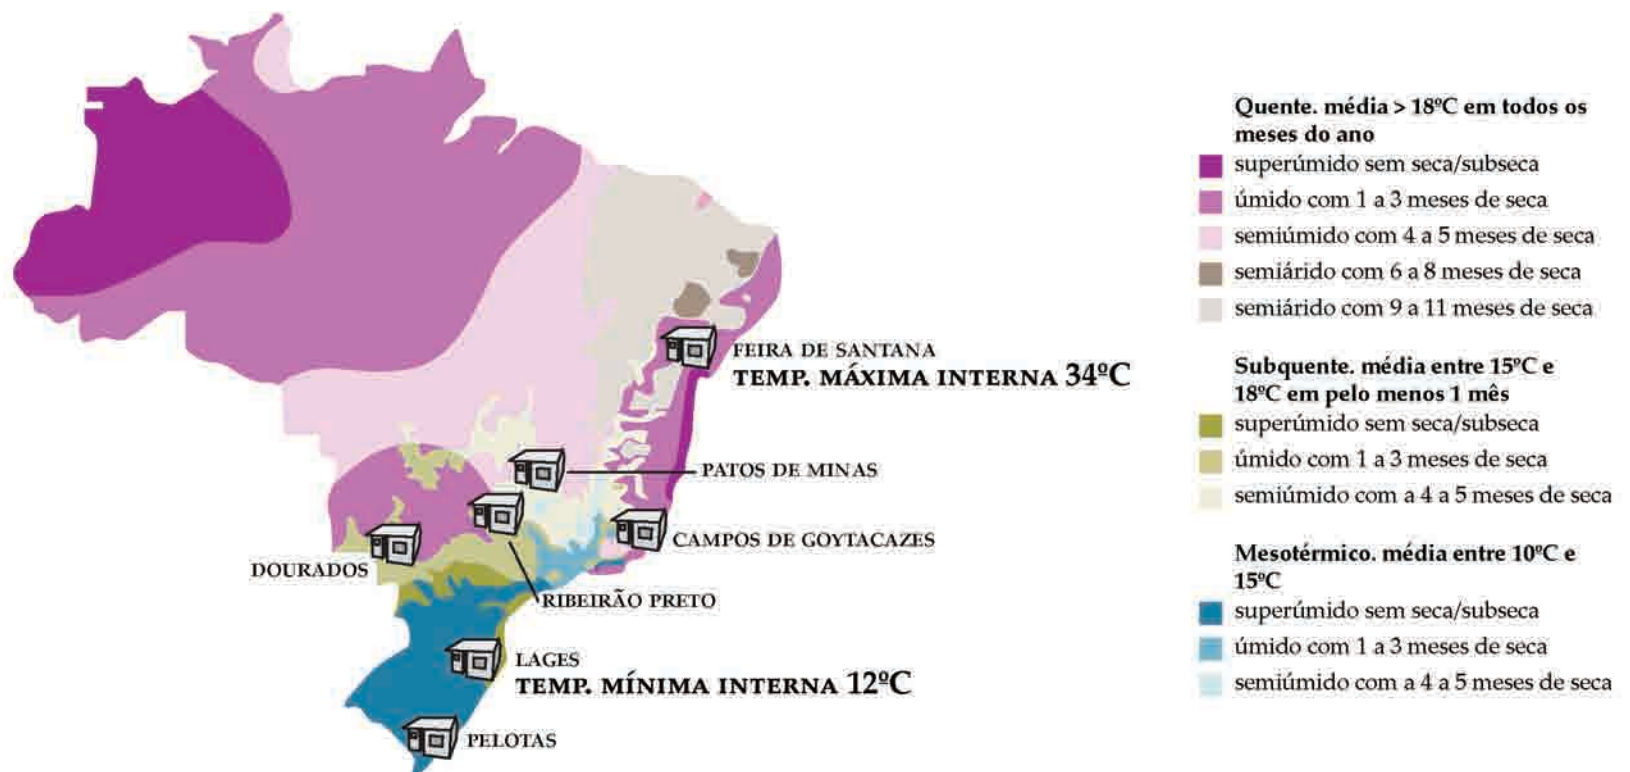 FEIRA DE SANTANA
TEMP. MÁXIMA INTERNA 34ºC
PATOS DE MINAS
CAMPOS DE GOYTACAZES
DOURADOS
RIBEIRÃO PRETO
LAGES
TEMP. MÍNIMA INTERNA 12ºC
PELOTAS
Quente. média > 18ºC em todos os
meses do ano
superúmido sem seca/subseca
úmido com 1 a 3 meses de seca
semiúmido com 4 a 5 meses de seca
semiárido com 6 a 8 meses de seca
semiárido com 9 a 11 meses de seca
Subquente. média entre 15ºC e
18ºC em pelo menos 1 mês
superúmido sem seca/subseca
úmido com 1 a 3 meses de seca
semiúmido com a 4 a 5 meses de seca
Mesotérmico. média entre 10ºC e
15ºC
superúmido sem seca/subseca
úmido com 1 a 3 meses de seca
semiúmido com a 4 a 5 meses de seca